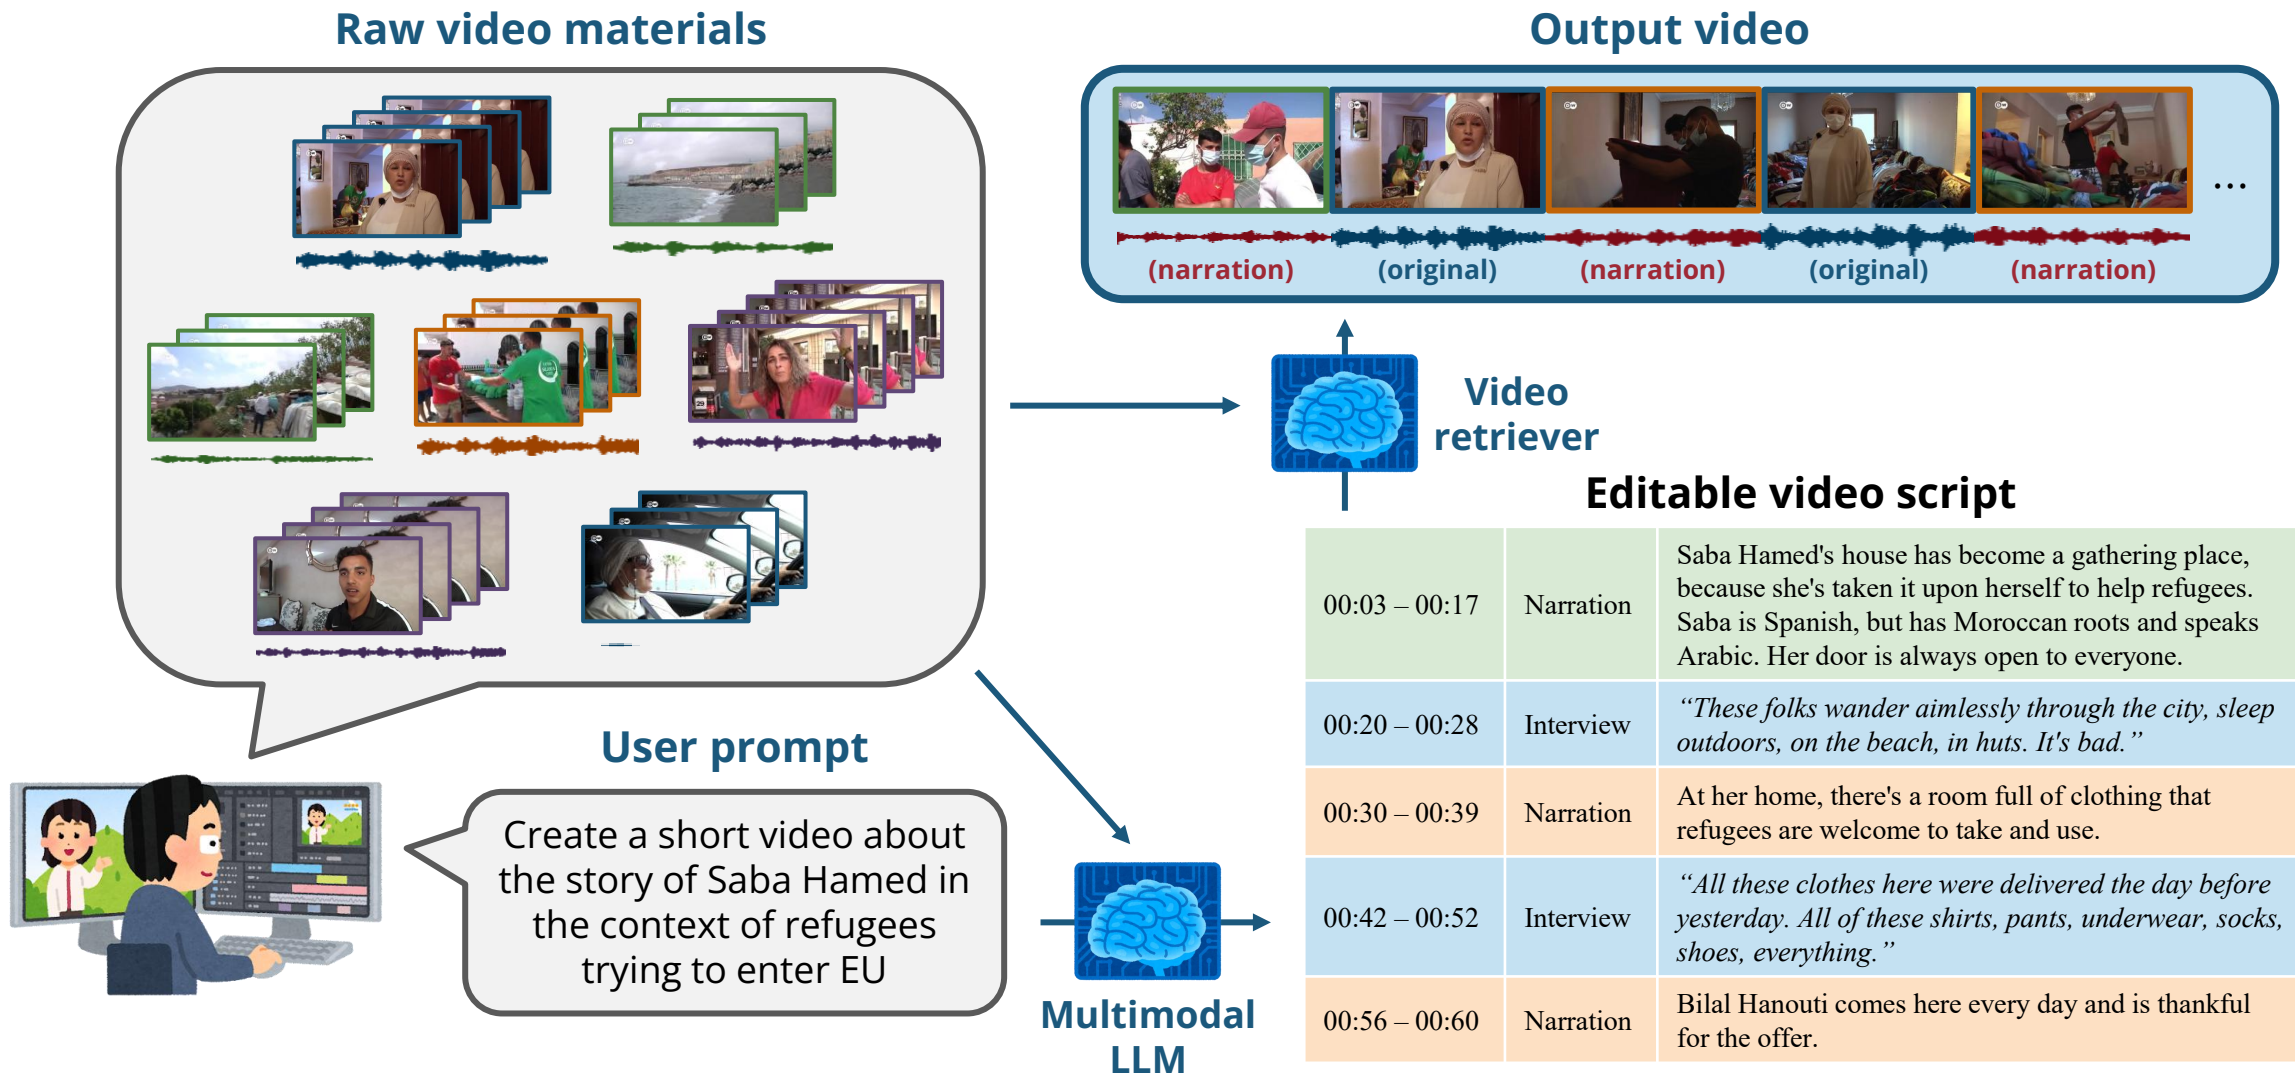 Raw video materials
Output video
(narration)
(original)
(narration)
(original)
(narration)
...
Video
retriever
Editable video script
00:03 – 00:17
Narration
Saba Hamed's house has become a gathering place,
because she's taken it upon herself to help refugees.
Saba is Spanish, but has Moroccan roots and speaks
Arabic. Her door is always open to everyone.
00:20 – 00:28
Interview
“These folks wander aimlessly through the city, sleep
outdoors, on the beach, in huts. It's bad.”
00:30 – 00:39
Narration
At her home, there's a room full of clothing that
refugees are welcome to take and use.
00:42 – 00:52
Interview
“All these clothes here were delivered the day before
yesterday. All of these shirts, pants, underwear, socks,
shoes, everything.”
00:56 – 00:60
Narration
Bilal Hanouti comes here every day and is thankful
for the offer.
User prompt
Create a short video about
the story of Saba Hamed in
the context of refugees
trying to enter EU
Multimodal
LLM
29